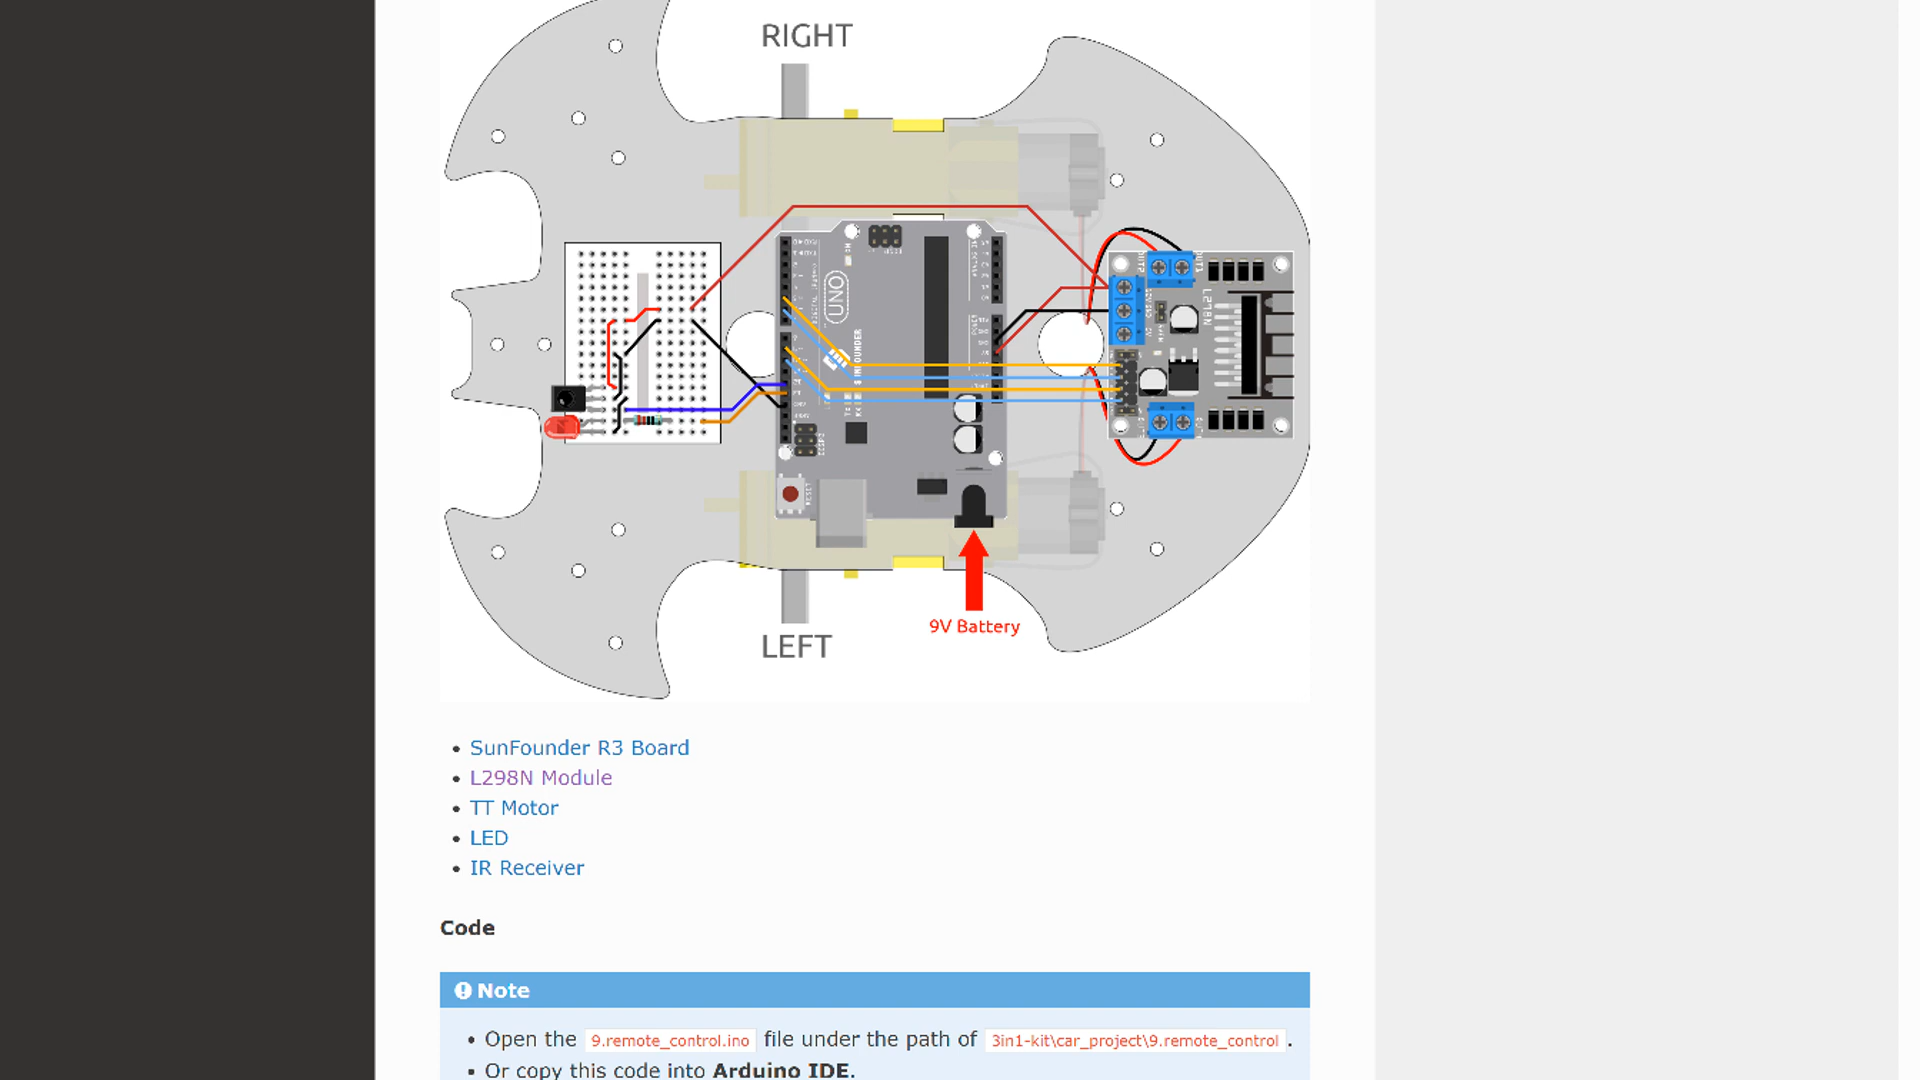 RIGHT
UNO
L298N
SUNFOUNDER
RESET
9V Battery
LEFT
SunFounder R3 Board
L298N Module
TT Motor
LED
IR Receiver
Code
Note
Open the 9.remote_control.ino file under the path of 3in1-kit\car_project\9.remote_control .
Or copy this code into Arduino IDE.